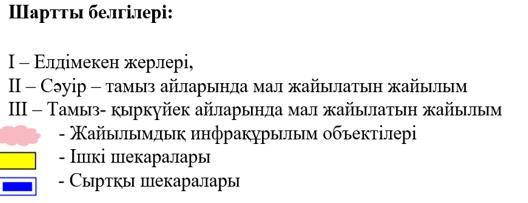 Шартты белгілері:
I – Елдімекен жерлері,
II – Сәуір – тамыз айларында мал жайылатын жайылым
III – Тамыз- қыркүйек айларында мал жайылатын жайылым
- Жайылымдық инфрақұрылым объектілері
- Ішкі шекаралары
- Сыртқы шекаралары